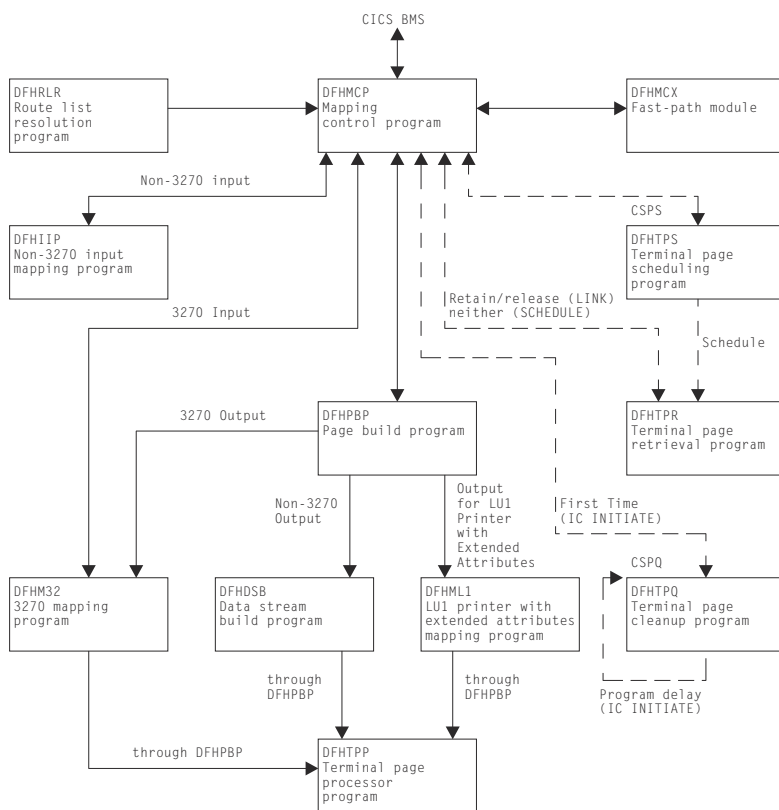 CICS BMS
DFHRLR
Route list
resolution
program
DFHMCP
Mapping
control program
DFHMCX
Fast-path module
Non-3270 input
CSPS
DFHIIP
Non-3270 input
mapping program
DFHTPS
Terminal page
scheduling
program
Retain/release (LINK)
neither (SCHEDULE)
3270 Input
Schedule
3270 Output
DFHPBP
Page build program
DFHTPR
Terminal page
retrieval program
Non-3270
Output
Output
for LU1
Printer
with
Extended
Attributes
First Time
(IC INITIATE)
CSPQ
DFHM32
3270 mapping
program
DFHDSB
Data stream
build program
DFHML1
LU1 printer with
extended attributes
mapping program
DFHTPQ
Terminal page
cleanup program
through
DFHPBP
through
DFHPBP
Program delay
(IC INITIATE)
through DFHPBP
DFHTPP
Terminal page
processor
program